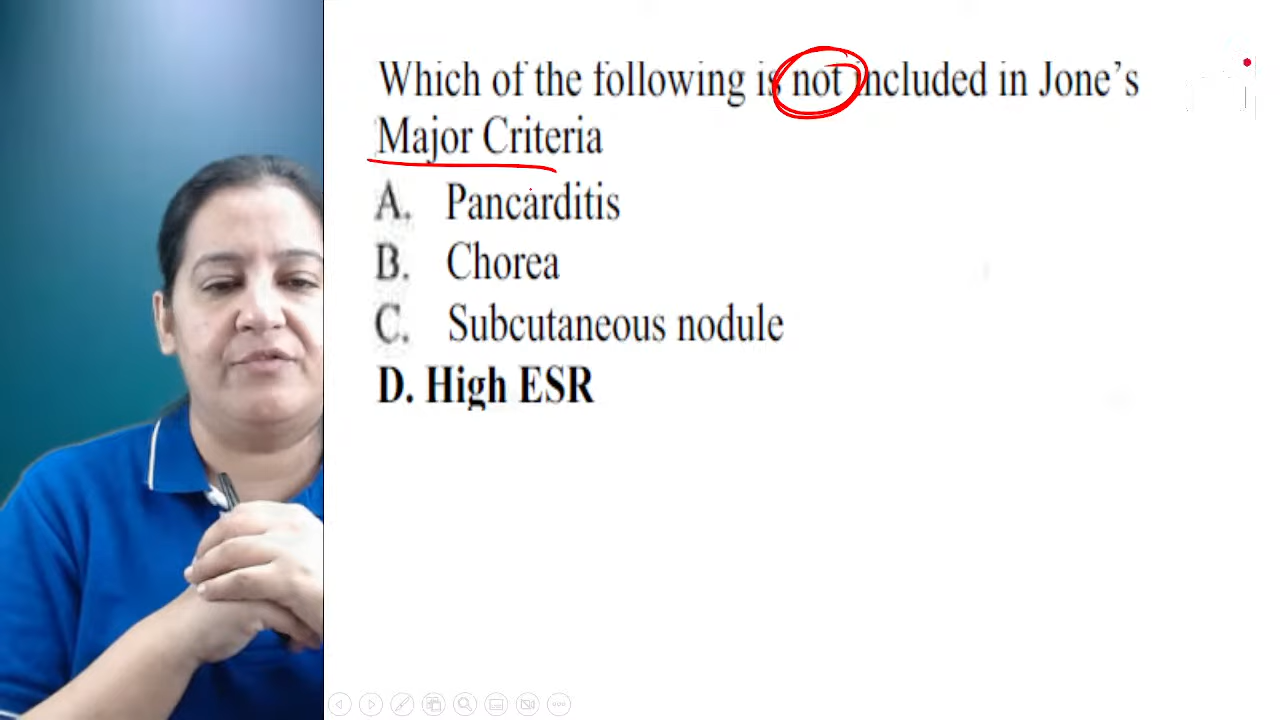 Which of the following is not included in Jone's
Major Criteria
A. Pancarditis
B. Chorea
C. Subcutaneous nodule
D. High ESR